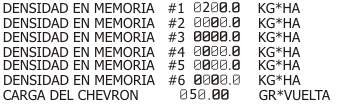 DENSIDAD EN MEMORIA #1 0200.0 KG*HA
DENSIDAD EN MEMORIA #2 0000.0 KG*HA
DENSIDAD EN MEMORIA #3 0000.0 KG*HA
DENSIDAD EN MEMORIA #4 0000.0 KG*HA
DENSIDAD EN MEMORIA #5 0000.0 KG*HA
DENSIDAD EN MEMORIA #6 0000.0 KG*HA
CARGA DEL CHEVRON 050.00 GR*VUELTA